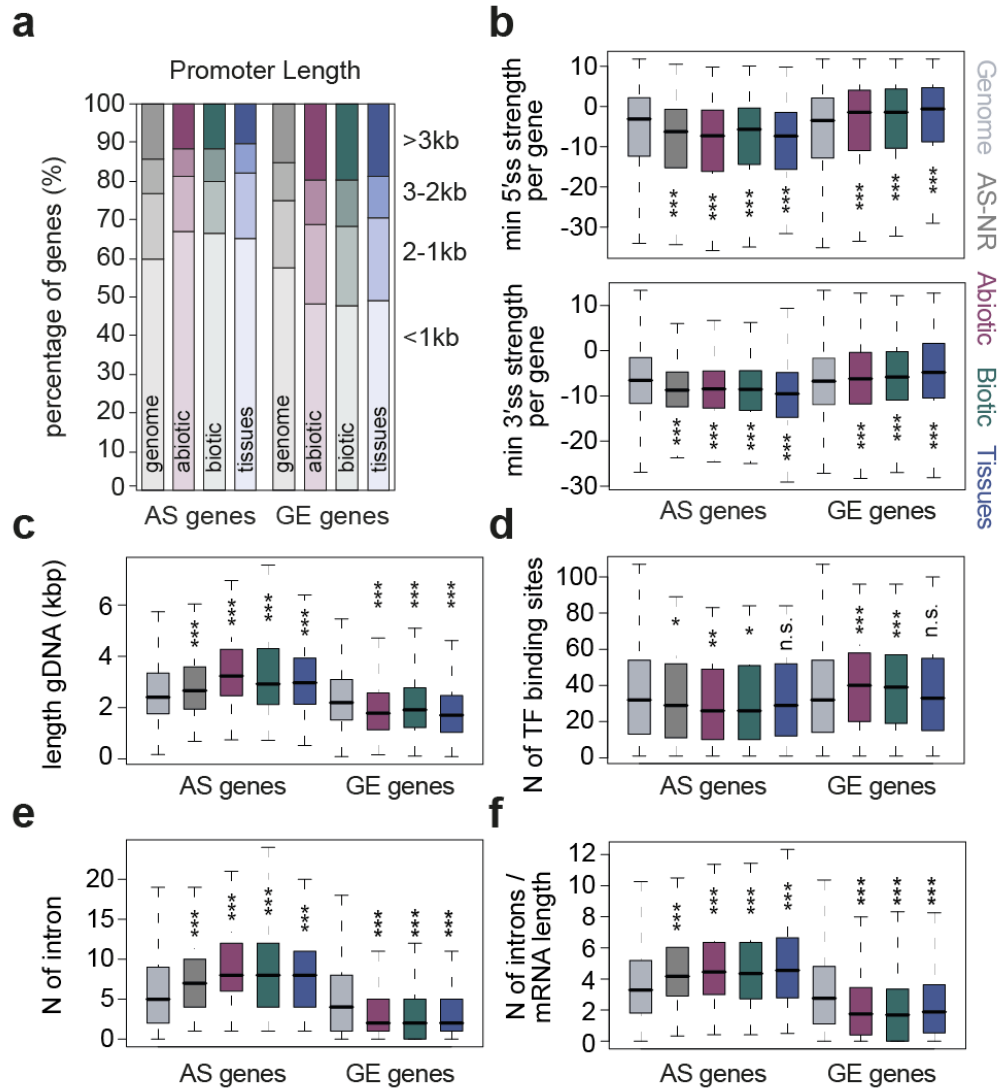 a
Promoter Length
percentage of genes (%)
100
90
80
70
60
50
40
30
20
10
0
genome
abiotic
biotic
tissues
genome
abiotic
biotic
tissues
>3kb
3-2kb
2-1kb
<1kb
AS genes
GE genes
b
min 5'ss strength
per gene
10
0
-10
-20
-30
***
***
***
***
***
***
***
min 3'ss strength
per gene
10
0
-10
-20
-30
***
***
***
***
***
***
***
AS genes
GE genes
Genome
AS-NR
Abiotic
Biotic
Tissues
c
length gDNA (kbp)
6
4
2
0
***
***
***
***
***
***
***
AS genes
GE genes
d
N of TF binding sites
100
80
60
40
20
0
*
**
*
n.s.
***
***
n.s.
AS genes
GE genes
e
N of intron
20
15
10
5
0
***
***
***
***
***
***
***
AS genes
GE genes
f
N of introns /
mRNA length
12
10
8
6
4
2
0
***
***
***
***
***
***
***
AS genes
GE genes